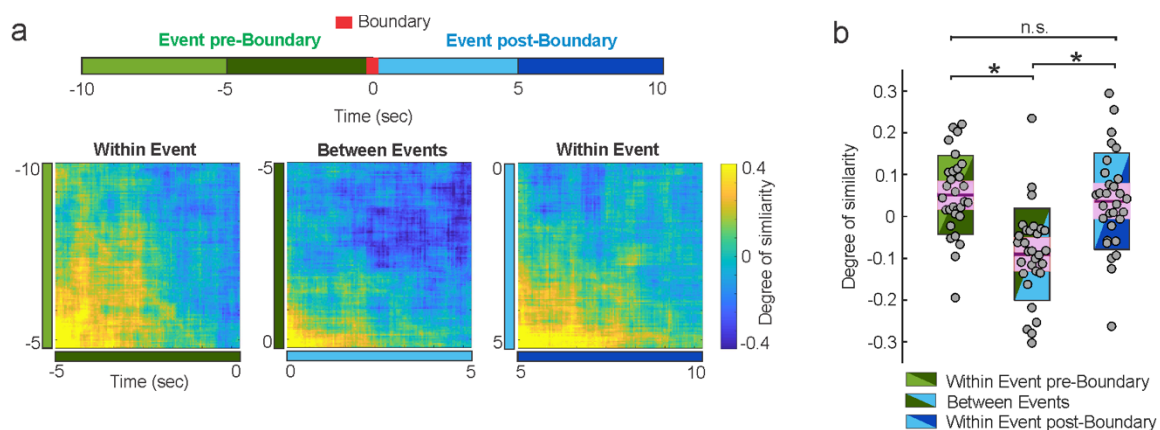 a
Boundary
Event pre-Boundary Event post-Boundary
-10 -5 0 5 10
Time (sec)
Within Event Between Events Within Event
-10 -5 0 0.4
Degree of similiarity
0
-5 0 5 -0.4
-5 0 0 5 5 10
Time (sec)
b
n.s.
* *
0.3
0.2
0.1
0
-0.1
-0.2
-0.3
Degree of similarity
Within Event pre-Boundary
Between Events
Within Event post-Boundary